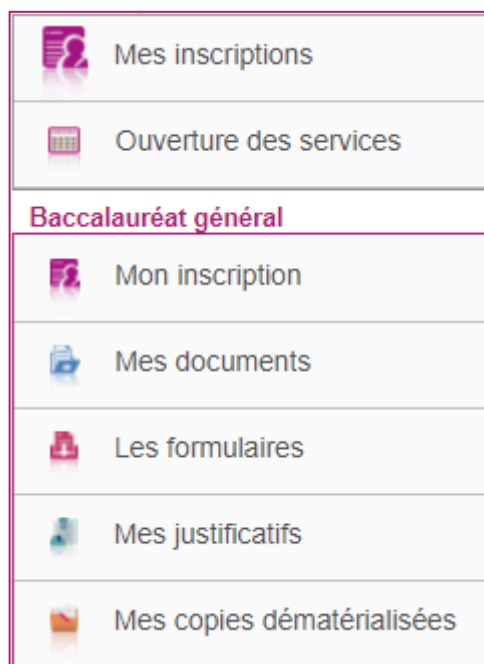 Mes inscriptions
Ouverture des services
Baccalauréat général
Mon inscription
Mes documents
Les formulaires
Mes justificatifs
Mes copies dématérialisées